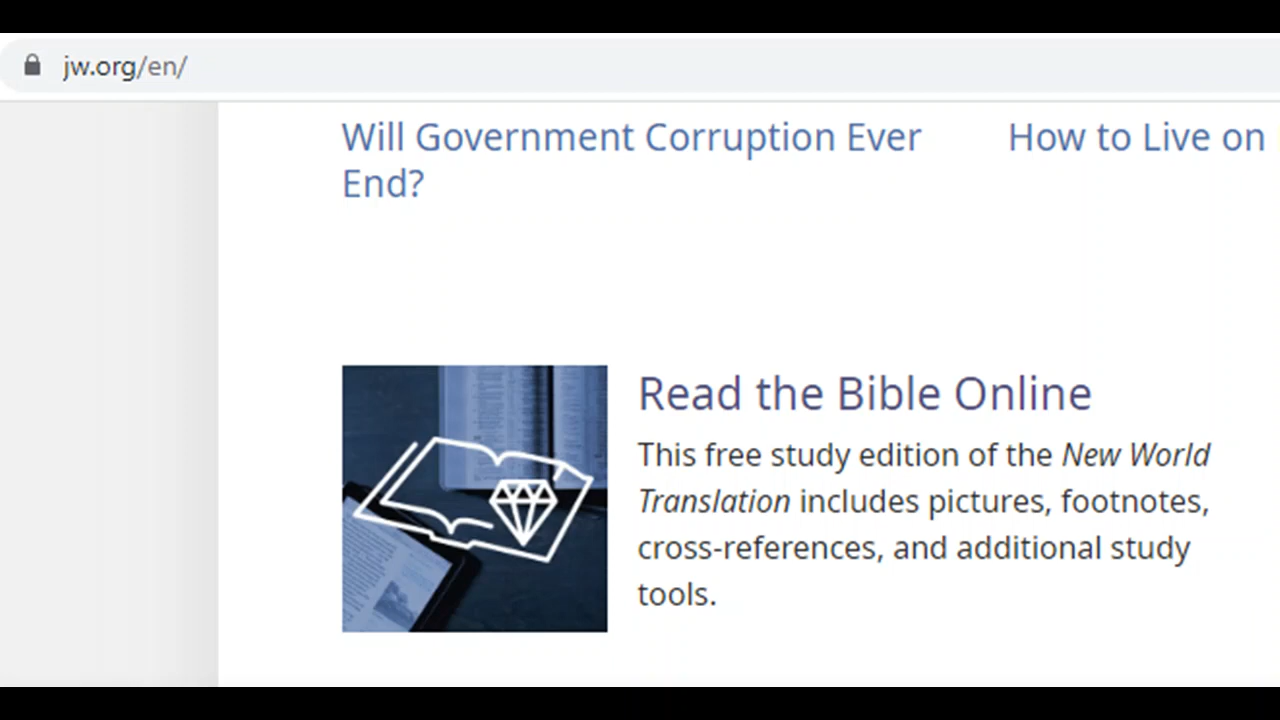 jw.org/en/
Will Government Corruption Ever
End?
How to Live on
Read the Bible Online
This free study edition of the New World
Translation includes pictures, footnotes,
cross-references, and additional study
tools.